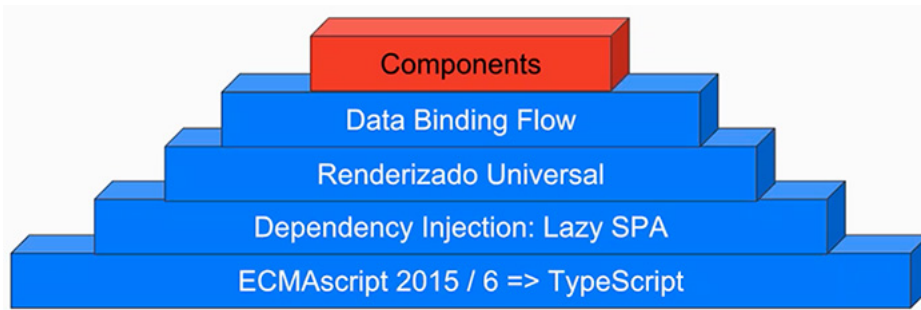 Components
Data Binding Flow
Renderizado Universal
Dependency Injection: Lazy SPA
ECMAscript 2015 / 6 => TypeScript